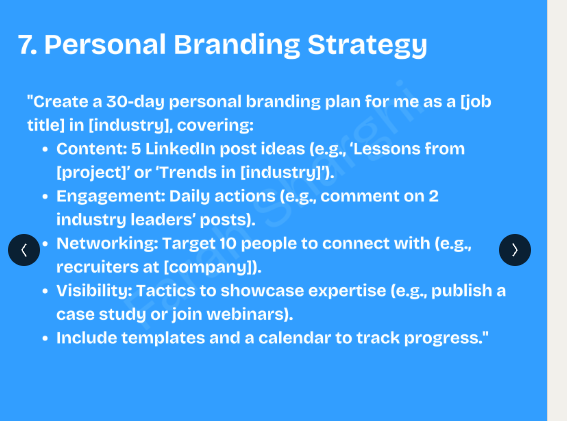 7. Personal Branding Strategy
"Create a 30-day personal branding plan for me as a [job
title] in [industry], covering:
• Content: 5 LinkedIn post ideas (e.g., ‘Lessons from
[project]’ or ‘Trends in [industry]’).
• Engagement: Daily actions (e.g., comment on 2
industry leaders’ posts).
• Networking: Target 10 people to connect with (e.g.,
recruiters at [company]).
• Visibility: Tactics to showcase expertise (e.g., publish a
case study or join webinars).
• Include templates and a calendar to track progress."
Farah Sharghi